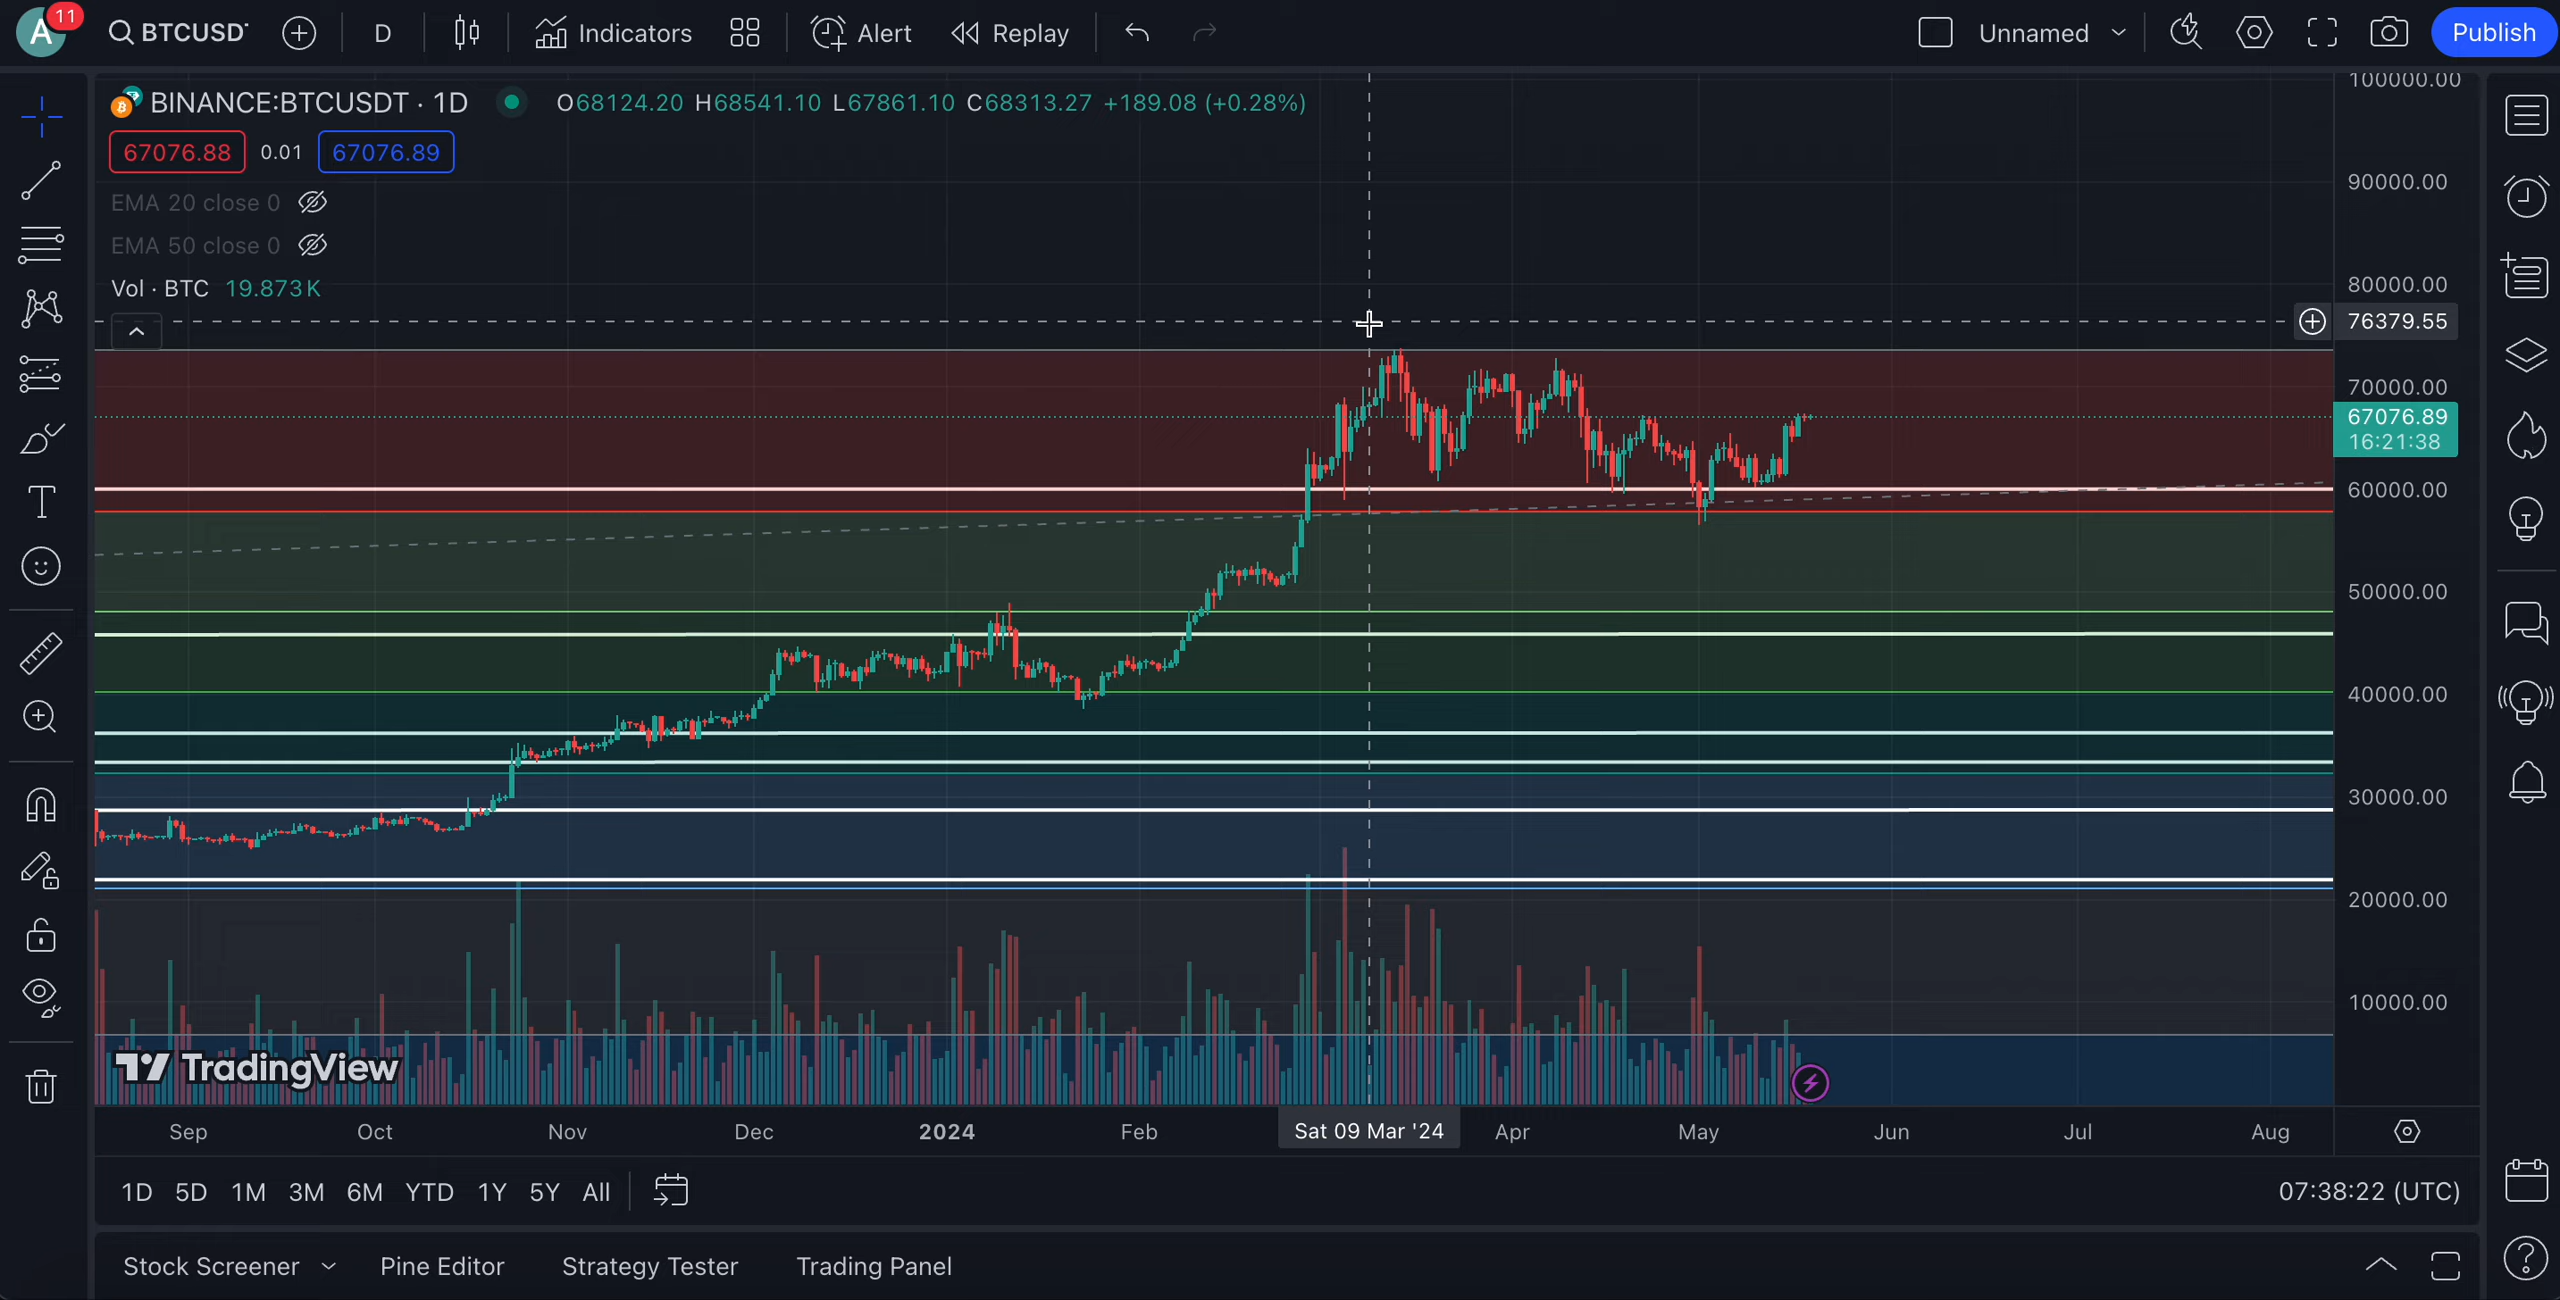 A 11 BTCUSDT D Indicators Alert Replay Unnamed Publish
BINANCE:BTCUSDT · 1D O68124.20 H68541.10 L67861.10 C68313.27 +189.08 (+0.28%)
67076.88 0.01 67076.89
EMA 20 close 0
EMA 50 close 0
Vol · BTC 19.873K
100000.00
90000.00
80000.00
76379.55
70000.00
67076.89
16:21:38
60000.00
50000.00
40000.00
30000.00
20000.00
10000.00
TradingView
Sep Oct Nov Dec 2024 Feb Sat 09 Mar '24 Apr May Jun Jul Aug
1D 5D 1M 3M 6M YTD 1Y 5Y All 07:38:22 (UTC)
Stock Screener Pine Editor Strategy Tester Trading Panel